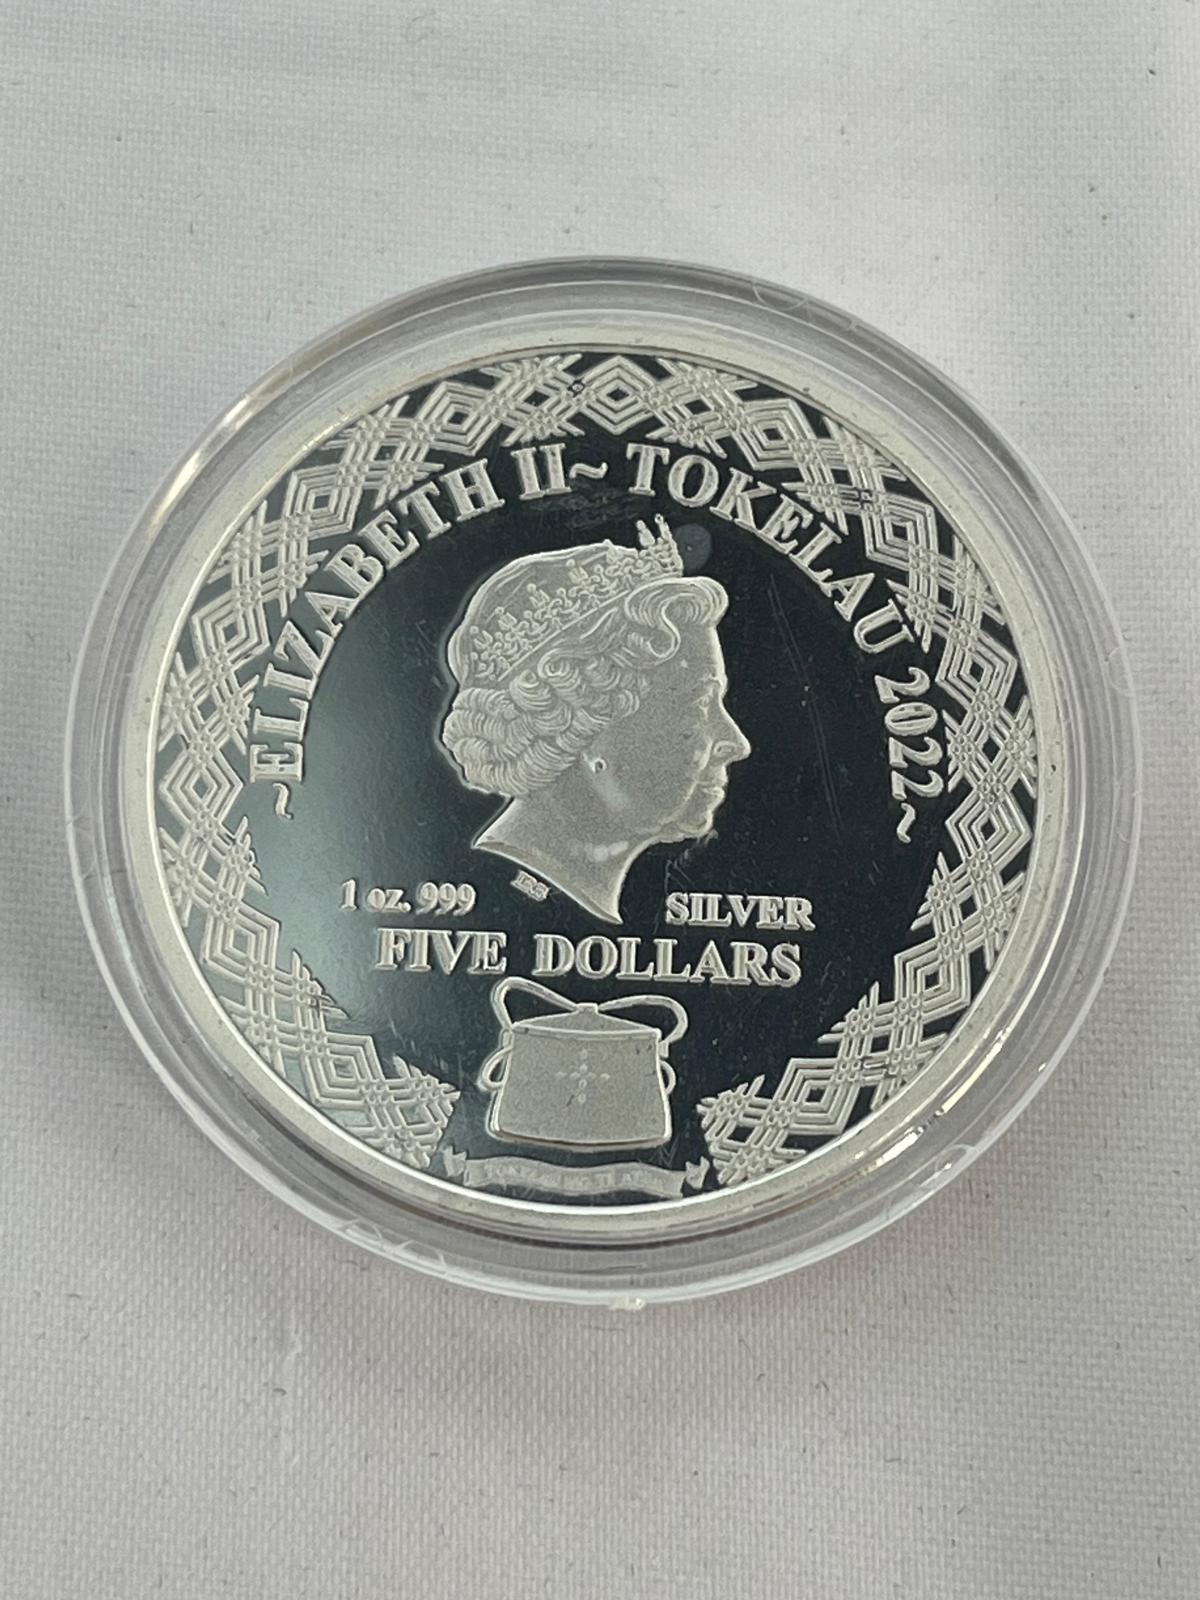 ~ELIZABETH II~ TOKELAU 2022~
1 oz. 999 SILVER
FIVE DOLLARS